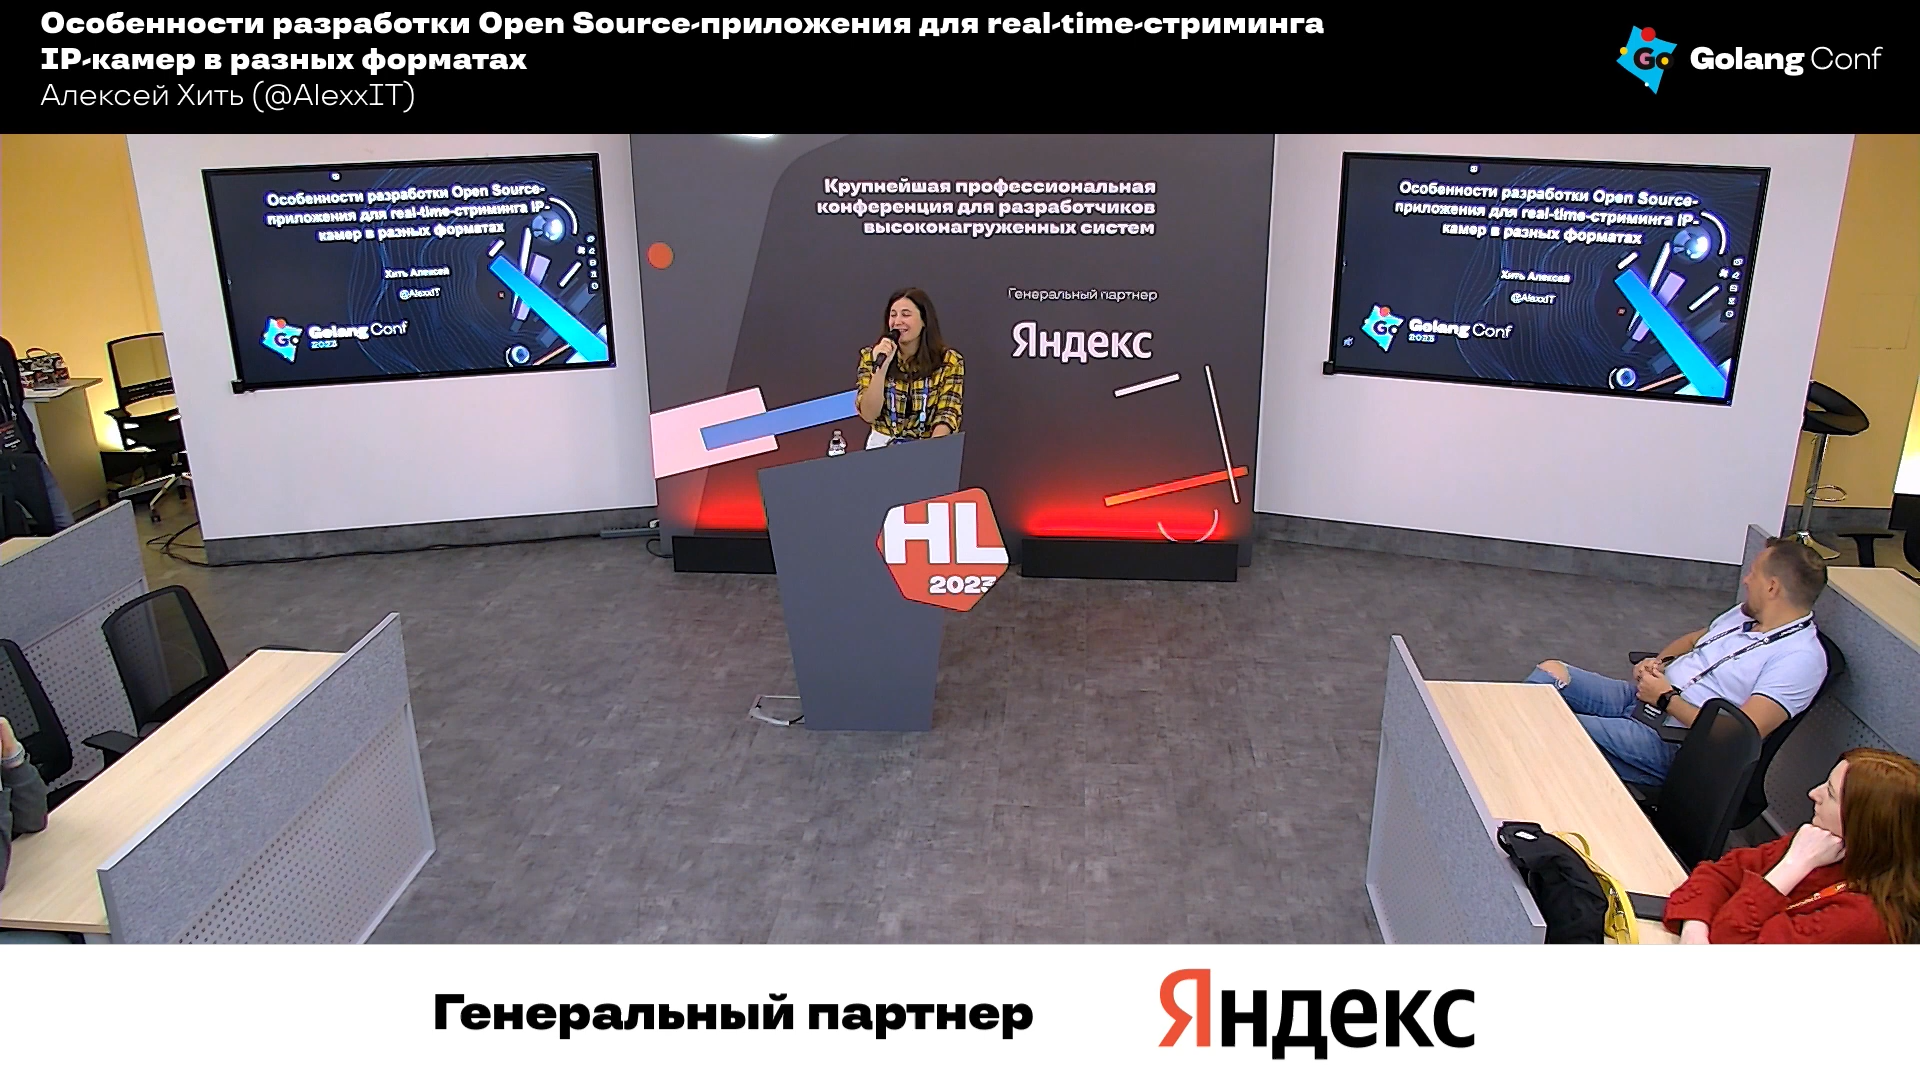 Особенности разработки Open Source-приложения для real-time-стриминга
IP-камер в разных форматах
Алексей Хить (@AlexxIT)
Go Golang Conf
Особенности разработки Open Source-
приложения для real-time-стриминга IP-
камер в разных форматах
Хить Алексей
@AlexxIT
Go Golang Conf
2023
Крупнейшая профессиональная
конференция для разработчиков
высоконагруженных систем
Генеральный партнер
Яндекс
HL
2023
Особенности разработки Open Source-
приложения для real-time-стриминга IP-
камер в разных форматах
Хить Алексей
@AlexxIT
Go Golang Conf
2023
Генеральный партнер
Яндекс